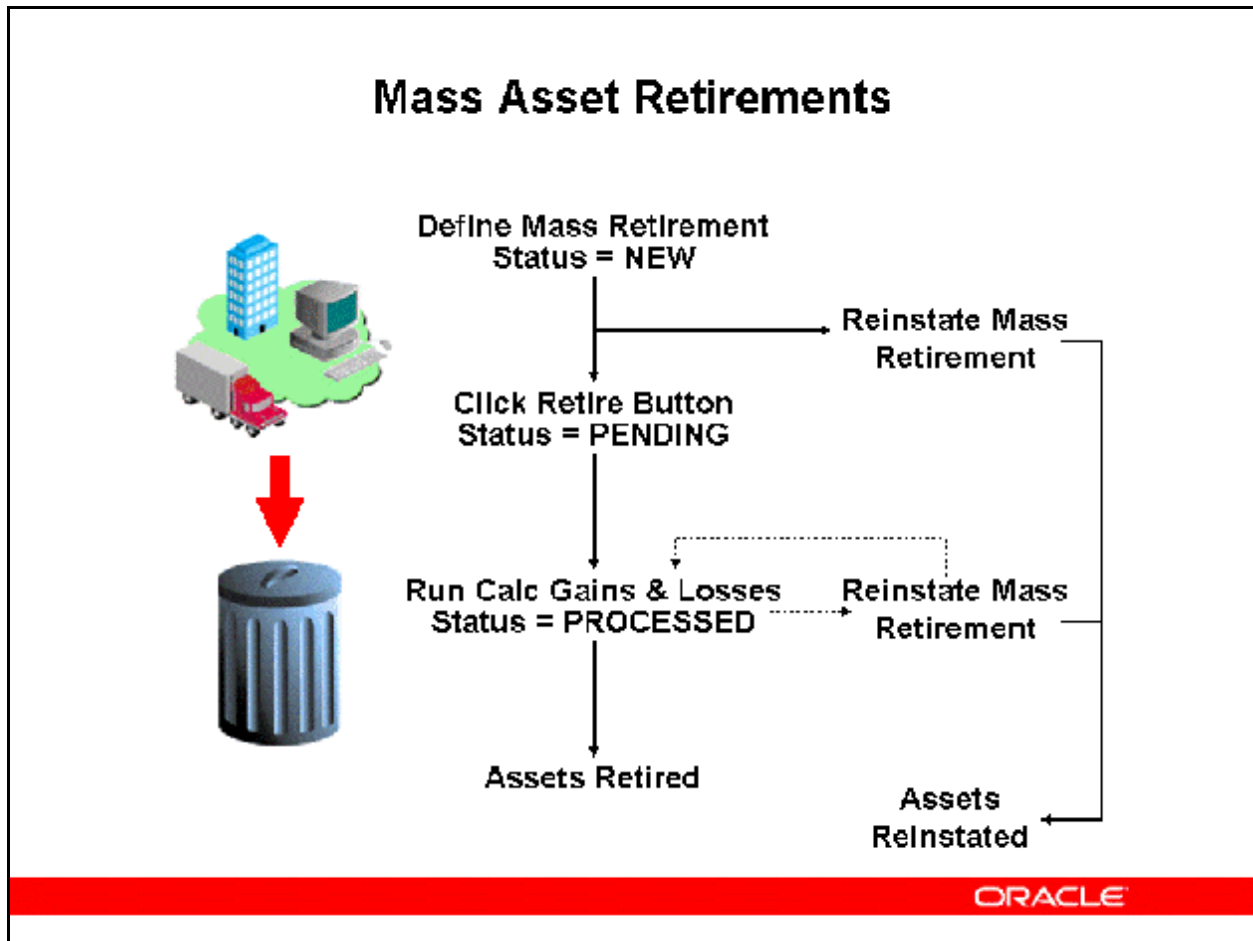 Mass Asset Retirements
Define Mass Retirement
Status = NEW
Reinstate Mass
Retirement
Click Retire Button
Status = PENDING
Run Calc Gains & Losses
Status = PROCESSED
Reinstate Mass
Retirement
Assets Retired
Assets
Reinstated
ORACLE